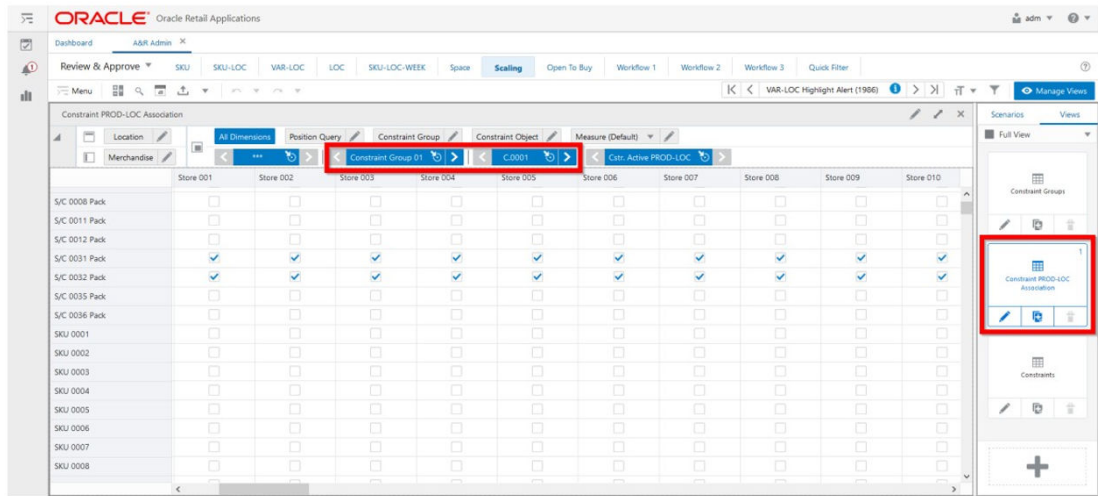 ORACLE® Oracle Retail Applications
adm
Dashboard A&R Admin ×
Review & Approve SKU SKU-LOC VAR-LOC LOC SKU-LOC-WEEK Space Scaling Open To Buy Workflow 1 Workflow 2 Workflow 3 Quick Filter
Menu VAR-LOC Highlight Alert (1986) Manage Views
Constraint PROD-LOC Association
Scenarios Views
Location All Dimensions Position Query Constraint Group Constraint Object Measure (Default)
Full View
Merchandise *** Constraint Group 01 C.0001 Cstr. Active PROD-LOC
Store 001 Store 002 Store 003 Store 004 Store 005 Store 006 Store 007 Store 008 Store 009 Store 010
S/C 0008 Pack
S/C 0011 Pack
S/C 0012 Pack
S/C 0031 Pack
S/C 0032 Pack
S/C 0035 Pack
S/C 0036 Pack
SKU 0001
SKU 0002
SKU 0003
SKU 0004
SKU 0005
SKU 0006
SKU 0007
SKU 0008
Constraint Groups
1
Constraint PROD-LOC
Association
Constraints